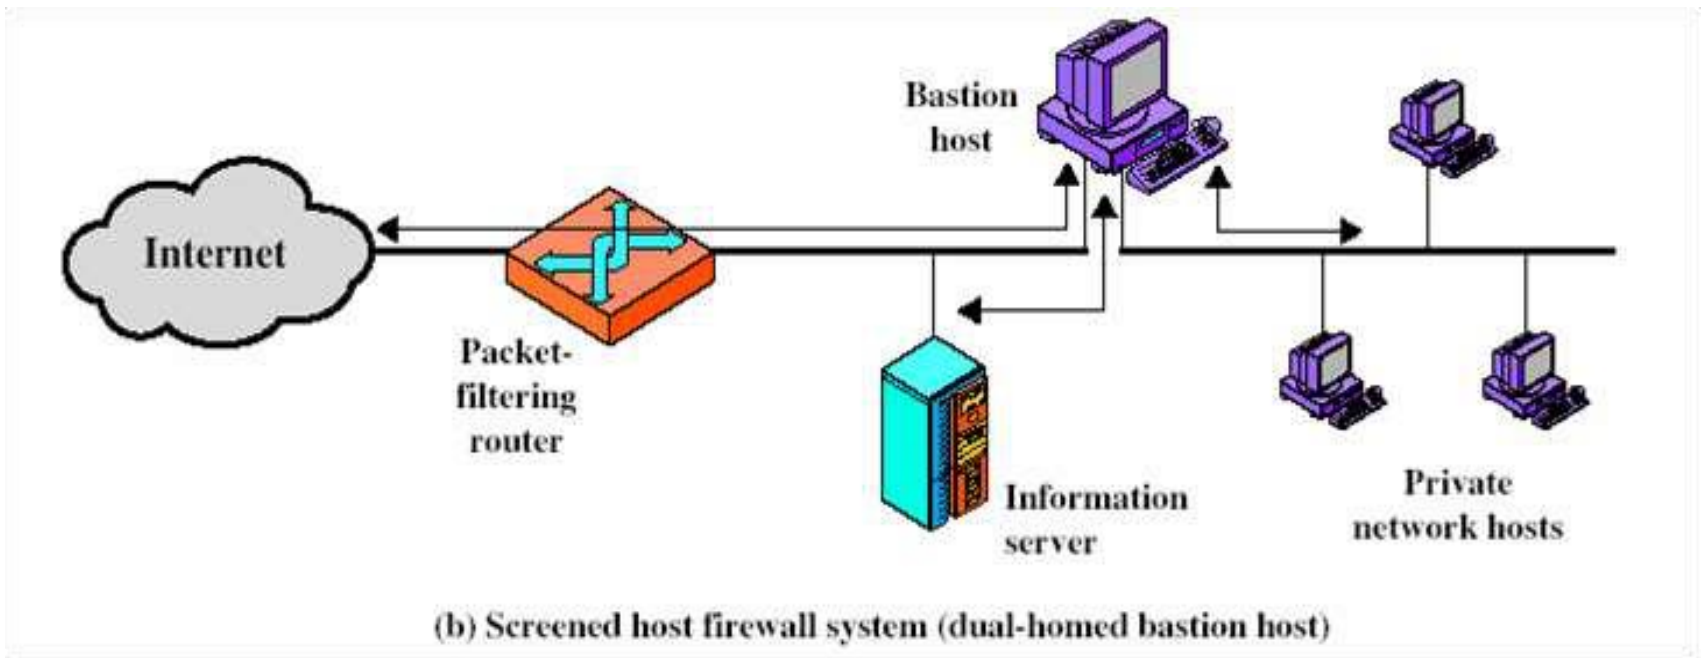 Bastion
host
Internet
Packet-
filtering
router
Information
server
Private
network hosts
(b) Screened host firewall system (dual-homed bastion host)